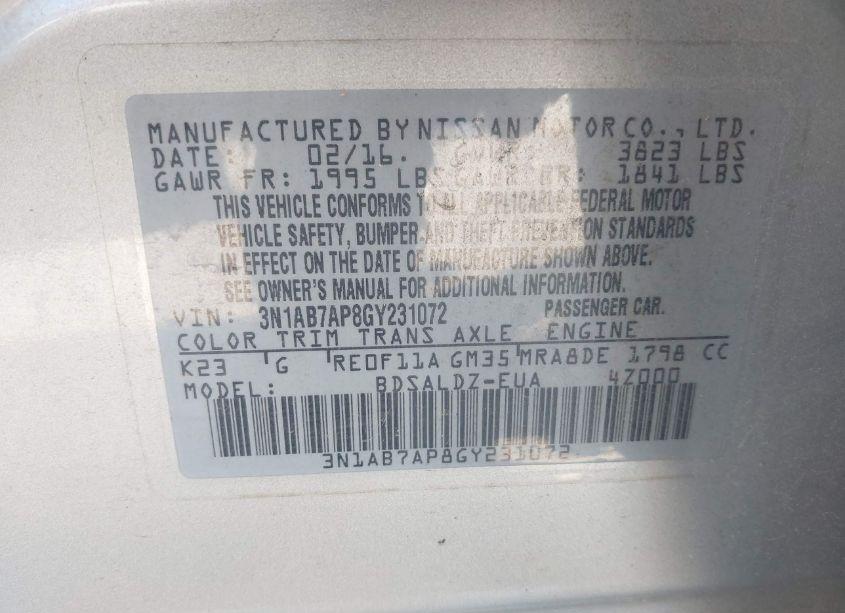 MANUFACTURED BY NISSAN MOTOR CO., LTD.
DATE: 02/16. 3823 LBS
GAWR FR: 1995 LBS GAWR RR: 1841 LBS
THIS VEHICLE CONFORMS TO ALL APPLICABLE FEDERAL MOTOR
VEHICLE SAFETY, BUMPER AND THEFT PREVENTION STANDARDS
IN EFFECT ON THE DATE OF MANUFACTURE SHOWN ABOVE.
SEE OWNER'S MANUAL FOR ADDITIONAL INFORMATION.
VIN: 3N1AB7AP8GY231072 PASSENGER CAR.
COLOR TRIM TRANS AXLE ENGINE
K23 G RE0F11A GM35 MRA8DE 1798 CC
MODEL: BDSALDZ-EUA 4Z000
3N1AB7AP8GY231072